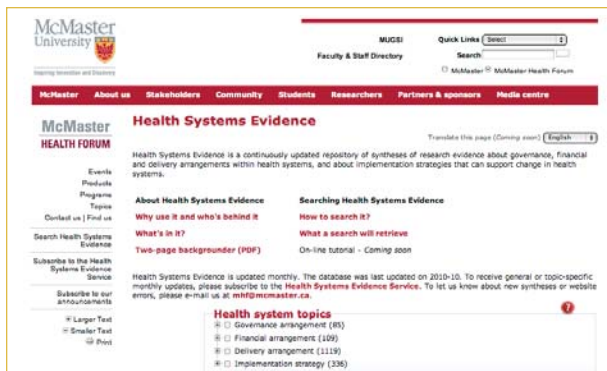 McMaster
University
Inspiring Innovation and Discovery
MUGSI
Quick Links Select
Faculty & Staff Directory
Search
McMaster McMaster Health Forum
McMaster About us Stakeholders Community Students Researchers Partners & sponsors Media centre
McMaster
HEALTH FORUM
Events
Products
Programs
Topics
Contact us | Find us
Search Health Systems
Evidence
Subscribe to the Health
Systems Evidence
Service
Subscribe to our
announcements
Larger Text
Smaller Text
Print
Health Systems Evidence
Translate this page (Coming soon) English
Health Systems Evidence is a continuously updated repository of syntheses of research evidence about governance, financial
and delivery arrangements within health systems, and about implementation strategies that can support change in health
systems.
About Health Systems Evidence
Why use it and who's behind it
What's in it?
Two-page backgrounder (PDF)
Searching Health Systems Evidence
How to search it?
What a search will retrieve
On-line tutorial - Coming soon
Health Systems Evidence is updated monthly. The database was last updated on 2010-10. To receive general or topic-specific
monthly updates, please subscribe to the Health Systems Evidence Service. To let us know about new syntheses or website
errors, please e-mail us at mhf@mcmaster.ca.
?
Health system topics
Governance arrangement (85)
Financial arrangement (109)
Delivery arrangement (1119)
Implementation strategy (336)